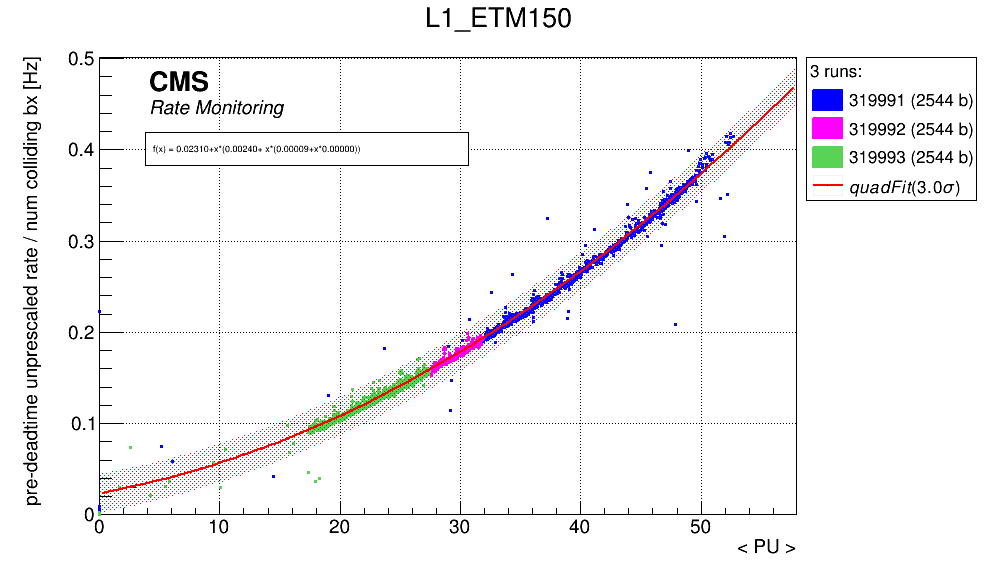 L1_ETM150
pre-deadtime unprescaled rate / num colliding bx [Hz]
0.5
0.4
0.3
0.2
0.1
0
CMS
Rate Monitoring
f(x) = 0.02310+x*(0.00240+ x*(0.00009+x*0.00000))
0 10 20 30 40 50
< PU >
3 runs:
319991 (2544 b)
319992 (2544 b)
319993 (2544 b)
quadFit(3.0σ)